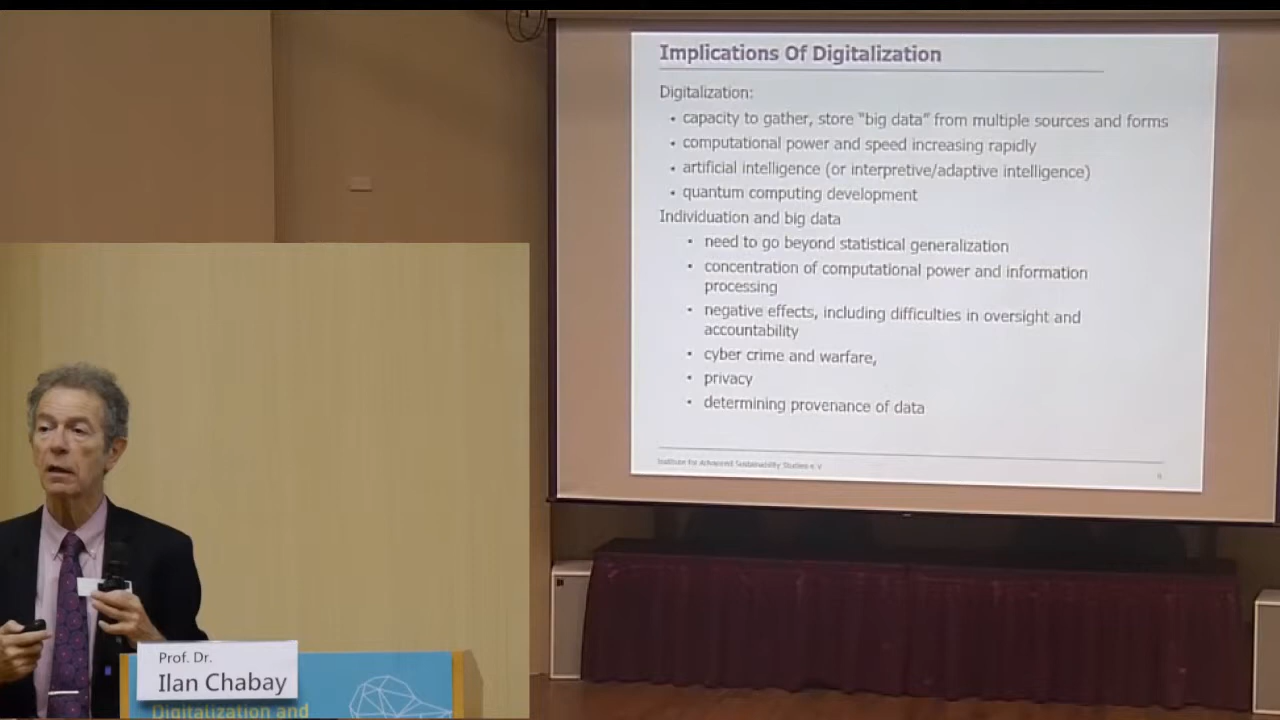 Implications Of Digitalization
Digitalization:
• capacity to gather, store "big data" from multiple sources and forms
• computational power and speed increasing rapidly
• artificial intelligence (or interpretive/adaptive intelligence)
• quantum computing development
Individuation and big data
• need to go beyond statistical generalization
• concentration of computational power and information
processing
• negative effects, including difficulties in oversight and
accountability
• cyber crime and warfare,
• privacy
• determining provenance of data
Institute for Advanced Sustainability Studies e.V
Prof. Dr.
Ilan Chabay
Digitalization and